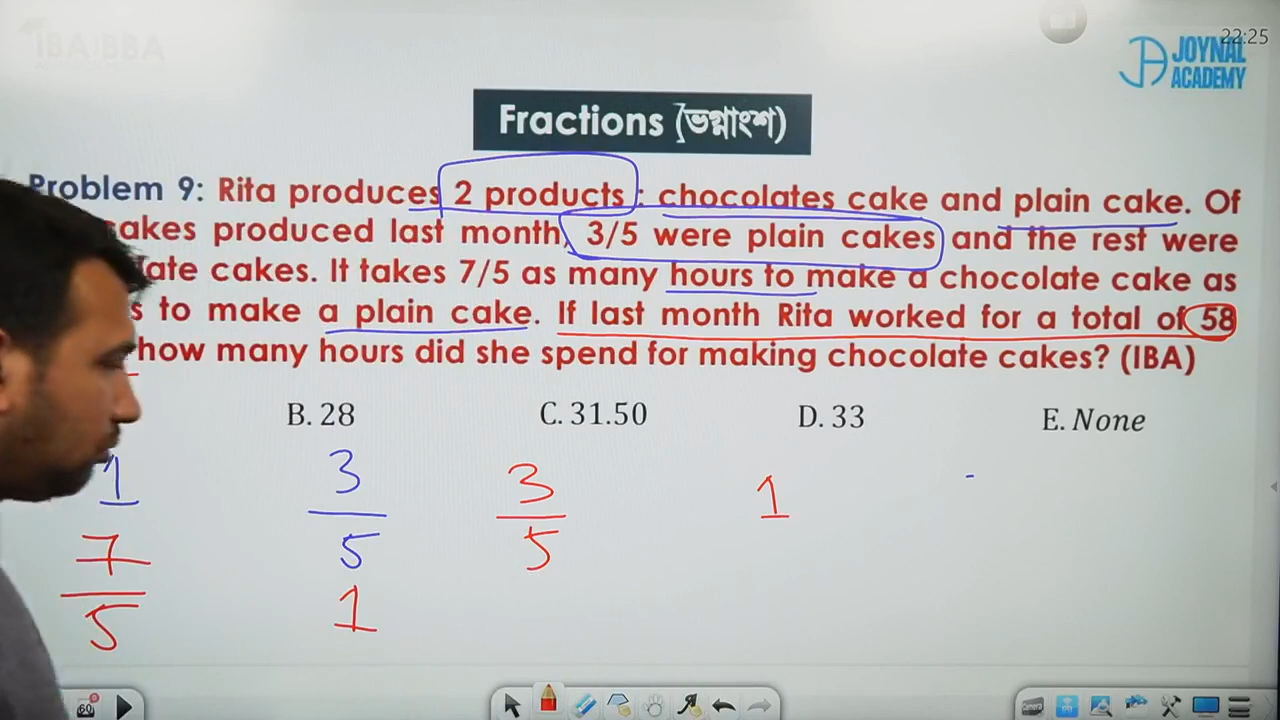 IBA BBA
22:25
JOYNAL
ACADEMY
Fractions (ভগ্নাংশ)
Problem 9: Rita produces 2 products : chocolates cake and plain cake. Of
akes produced last month, 3/5 were plain cakes and the rest were
ate cakes. It takes 7/5 as many hours to make a chocolate cake as
s to make a plain cake. If last month Rita worked for a total of 58
how many hours did she spend for making chocolate cakes? (IBA)
B. 28 C. 31.50 D. 33 E. None
1 3 3 1
7 5 5
5 1
60
Camera